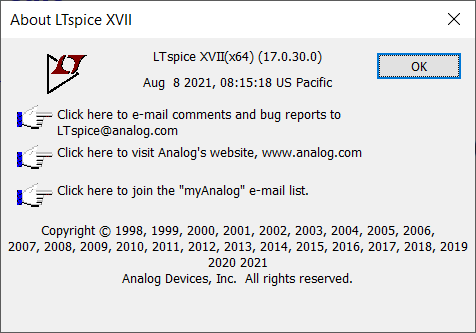 About LTspice XVII
LTspice XVII(x64) (17.0.30.0)
OK
Aug  8 2021, 08:15:18 US Pacific
Click here to e-mail comments and bug reports to
LTspice@analog.com
Click here to visit Analog's website, www.analog.com
Click here to join the "myAnalog" e-mail list.
Copyright © 1998, 1999, 2000, 2001, 2002, 2003, 2004, 2005, 2006,
2007, 2008, 2009, 2010, 2011, 2012, 2013, 2014, 2015, 2016, 2017, 2018, 2019
2020 2021
Analog Devices, Inc.  All rights reserved.